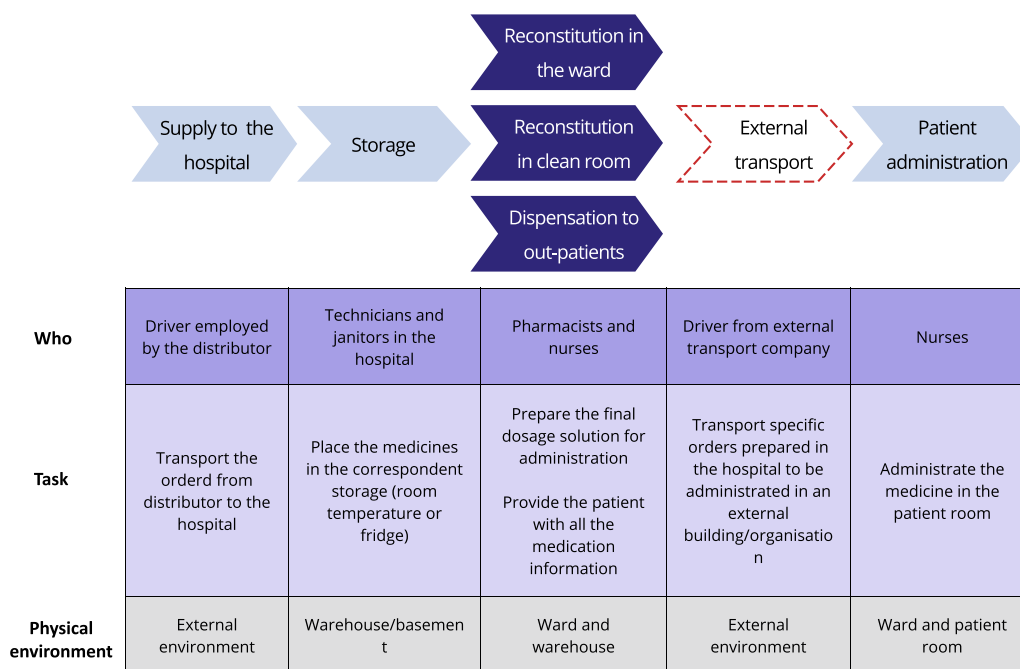 Reconstitution in
the ward
Supply to the
hospital
Storage
Reconstitution
in clean room
External
transport
Patient
administration
Dispensation to
out-patients
Who
Driver employed
by the distributor
Technicians and
janitors in the
hospital
Pharmacists and
nurses
Driver from external
transport company
Nurses
Task
Transport the
orderd from
distributor to the
hospital
Place the medicines
in the correspondent
storage (room
temperature or
fridge)
Prepare the final
dosage solution for
administration
Provide the patient
with all the
medication
information
Transport specific
orders prepared in
the hospital to be
administrated in an
external
building/organisatio
n
Administrate the
medicine in the
patient room
Physical
environment
External
environment
Warehouse/basemen
t
Ward and
warehouse
External
environment
Ward and patient
room